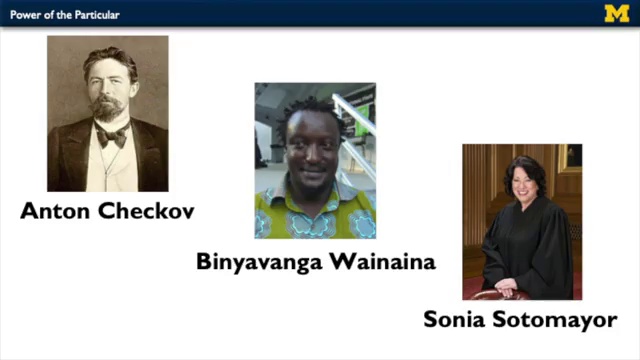 Power of the Particular
M
Anton Checkov
Binyavanga Wainaina
Sonia Sotomayor